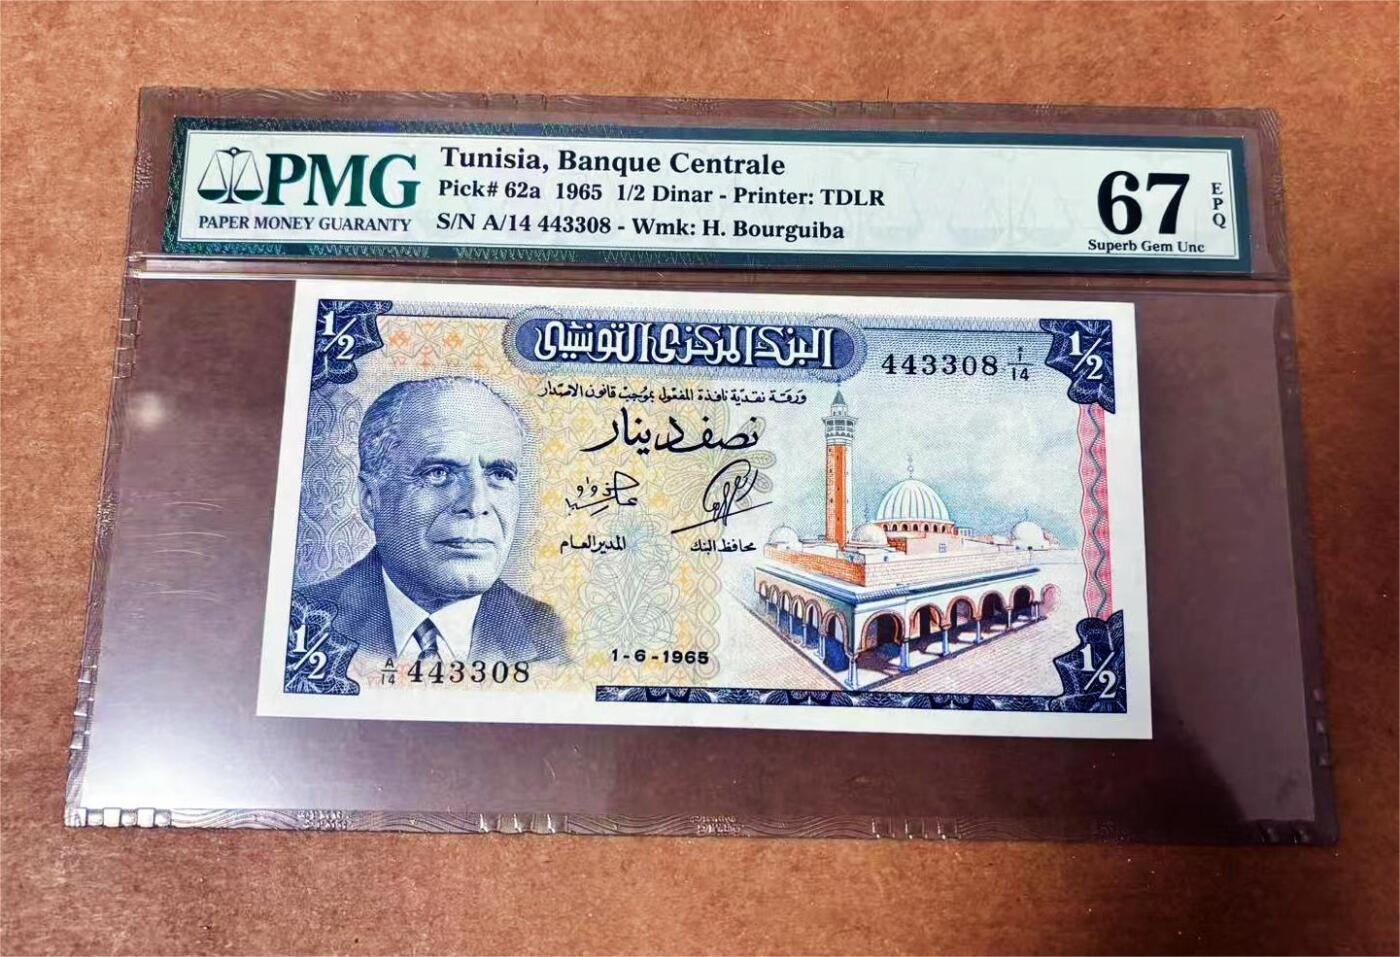 PMG
PAPER MONEY GUARANTY
Tunisia, Banque Centrale
Pick# 62a 1965 1/2 Dinar - Printer: TDLR
S/N A/14 443308 - Wmk: H. Bourguiba
67
EPQ
Superb Gem Unc
1/2
البنك المركزي التونسي
1/2
443308 أ/14
ورقة نقدية نافذة المفعول بموجب قانون الاصدار
نصف دينار
المدير العام
محافظ البنك
1/2
A/14 443308
1-6-1965
1/2